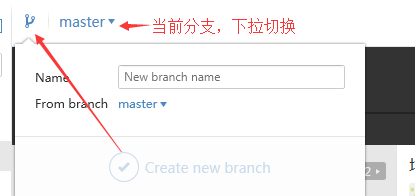 master
当前分支，下拉切换
Name
New branch name
From branch
master
Create new branch
2